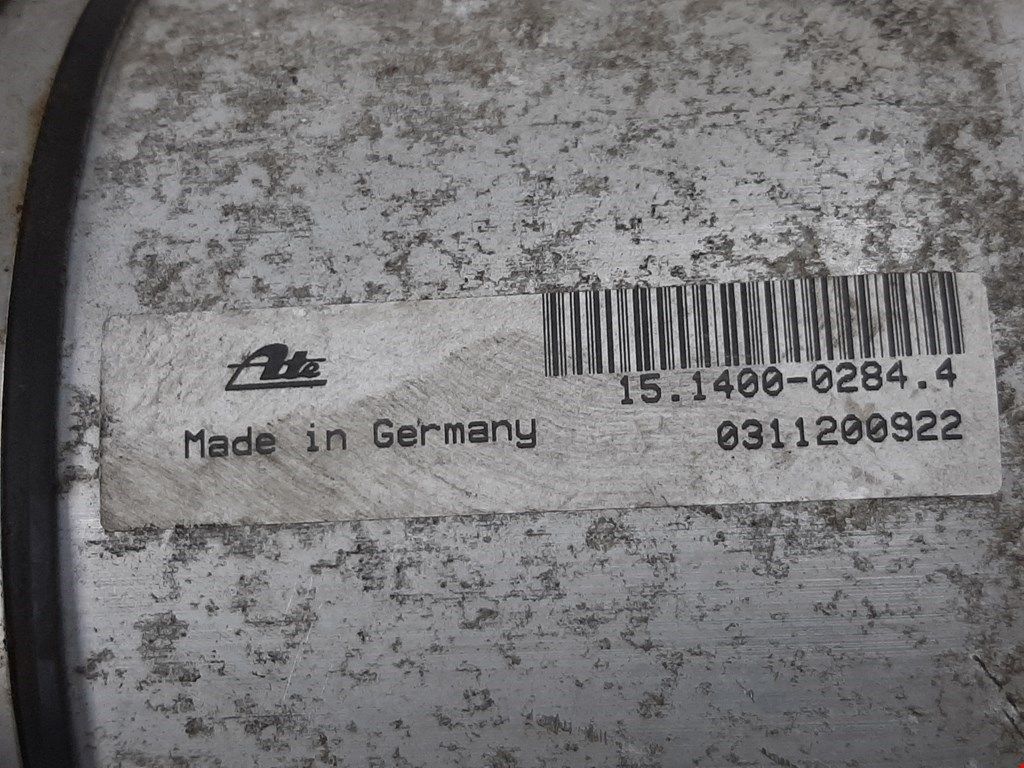 Ate
Made in Germany
15.1400-0284.4
0311200922